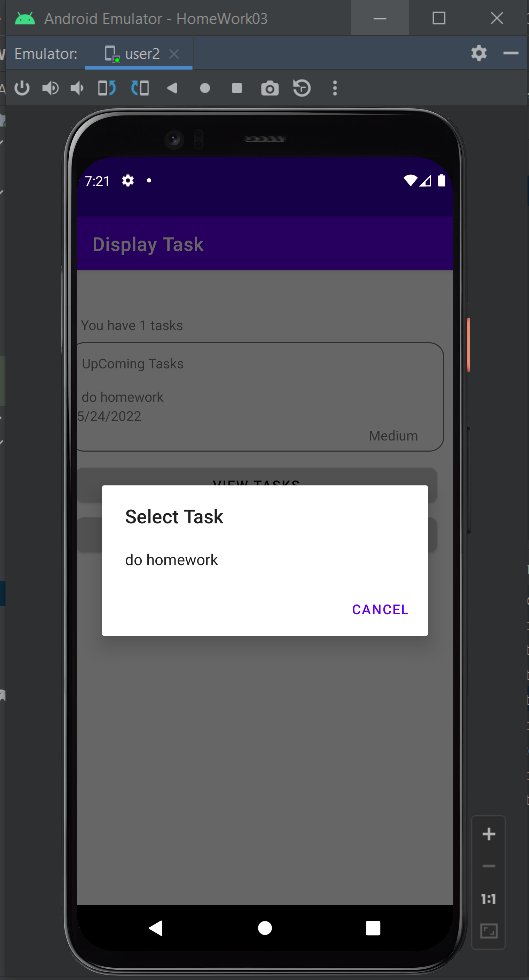 Android Emulator - HomeWork03
Emulator:
user2
7:21
Display Task
You have 1 tasks
UpComing Tasks
do homework
5/24/2022
Medium
VIEW TASKS
Select Task
do homework
CANCEL
1:1